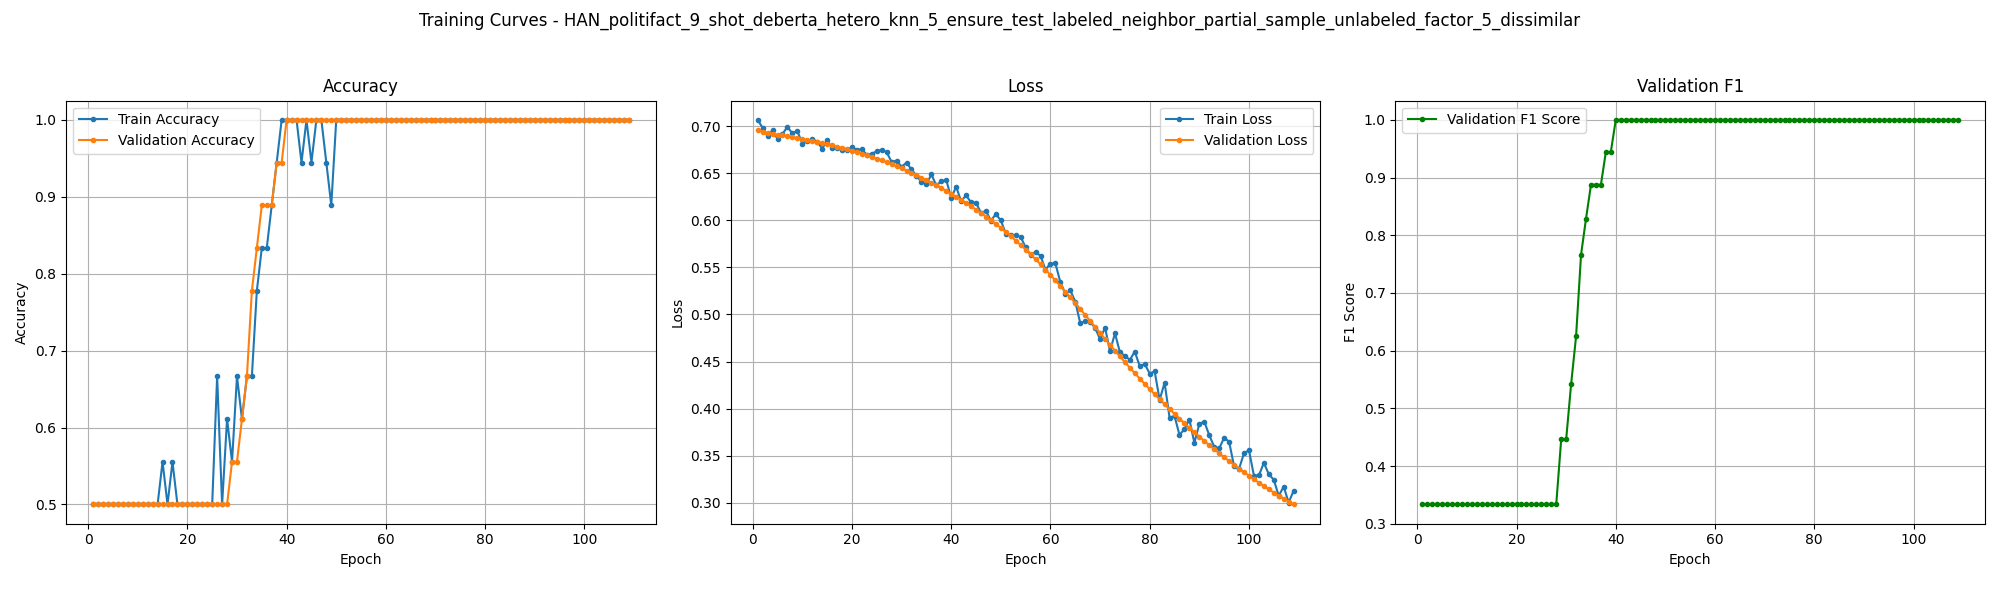 Training Curves - HAN_politifact_9_shot_deberta_hetero_knn_5_ensure_test_labeled_neighbor_partial_sample_unlabeled_factor_5_dissimilar
Accuracy
Train Accuracy
Validation Accuracy
1.0
0.9
0.8
0.7
0.6
0.5
Accuracy
0
20
40
60
80
100
Epoch
Loss
Train Loss
Validation Loss
0.70
0.65
0.60
0.55
0.50
0.45
0.40
0.35
0.30
Loss
0
20
40
60
80
100
Epoch
Validation F1
Validation F1 Score
1.0
0.9
0.8
0.7
0.6
0.5
0.4
0.3
F1 Score
0
20
40
60
80
100
Epoch